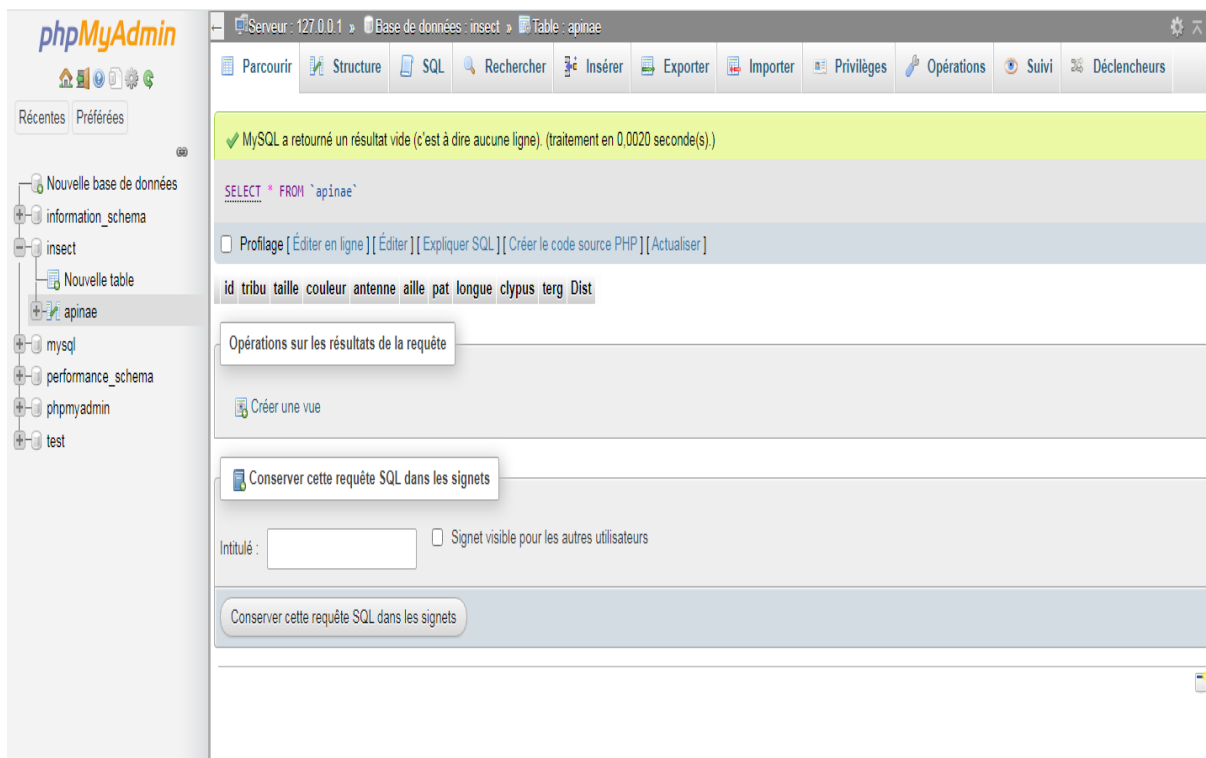 phpMyAdmin
Récentes Préférées
Nouvelle base de données
information_schema
insect
Nouvelle table
apinae
mysql
performance_schema
phpmyadmin
test
Serveur : 127.0.0.1 » Base de données : insect » Table : apinae
Parcourir Structure SQL Rechercher Insérer Exporter Importer Privilèges Opérations Suivi Déclencheurs
MySQL a retourné un résultat vide (c'est à dire aucune ligne). (traitement en 0,0020 seconde(s).)
SELECT * FROM `apinae`
Profilage [ Éditer en ligne ] [ Éditer ] [ Expliquer SQL ] [ Créer le code source PHP ] [ Actualiser ]
id tribu taille couleur antenne aille pat longue clypus terg Dist
Opérations sur les résultats de la requête
Créer une vue
Conserver cette requête SQL dans les signets
Intitulé : Signet visible pour les autres utilisateurs
Conserver cette requête SQL dans les signets